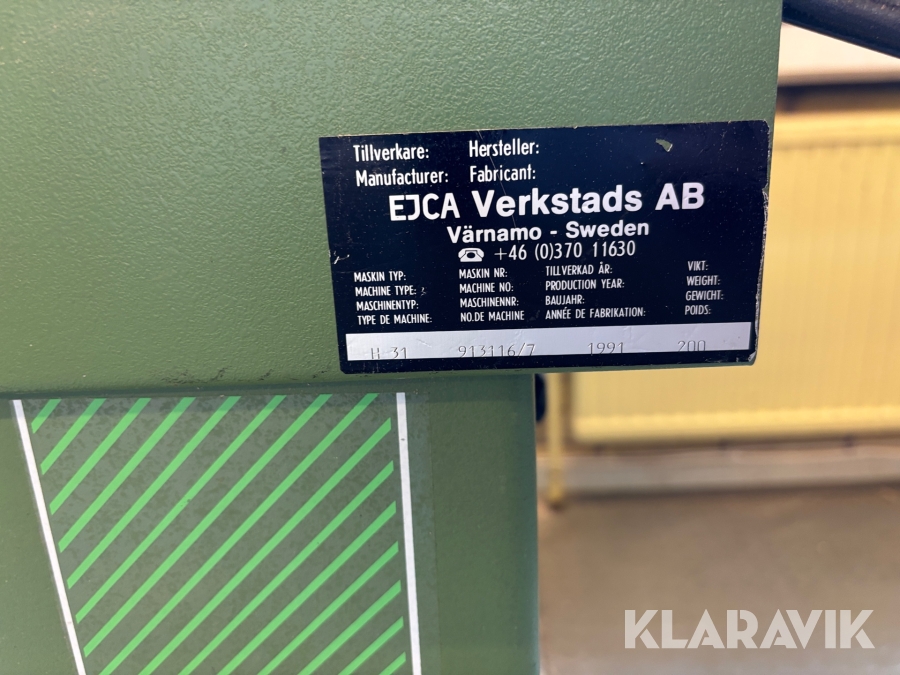 Tillverkare: Hersteller:
Manufacturer: Fabricant:
EJCA Verkstads AB
Värnamo - Sweden
☎ +46 (0)370 11630
MASKIN TYP: MASKIN NR: TILLVERKAD ÅR: VIKT:
MACHINE TYPE: MACHINE NO: PRODUCTION YEAR: WEIGHT:
MASCHINENTYP: MASCHINENNR: BAUJAHR: GEWICHT:
TYPE DE MACHINE: NO.DE MACHINE ANNÉE DE FABRIKATION: POIDS:
H 31 913116/7 1991 200
KLARAVIK